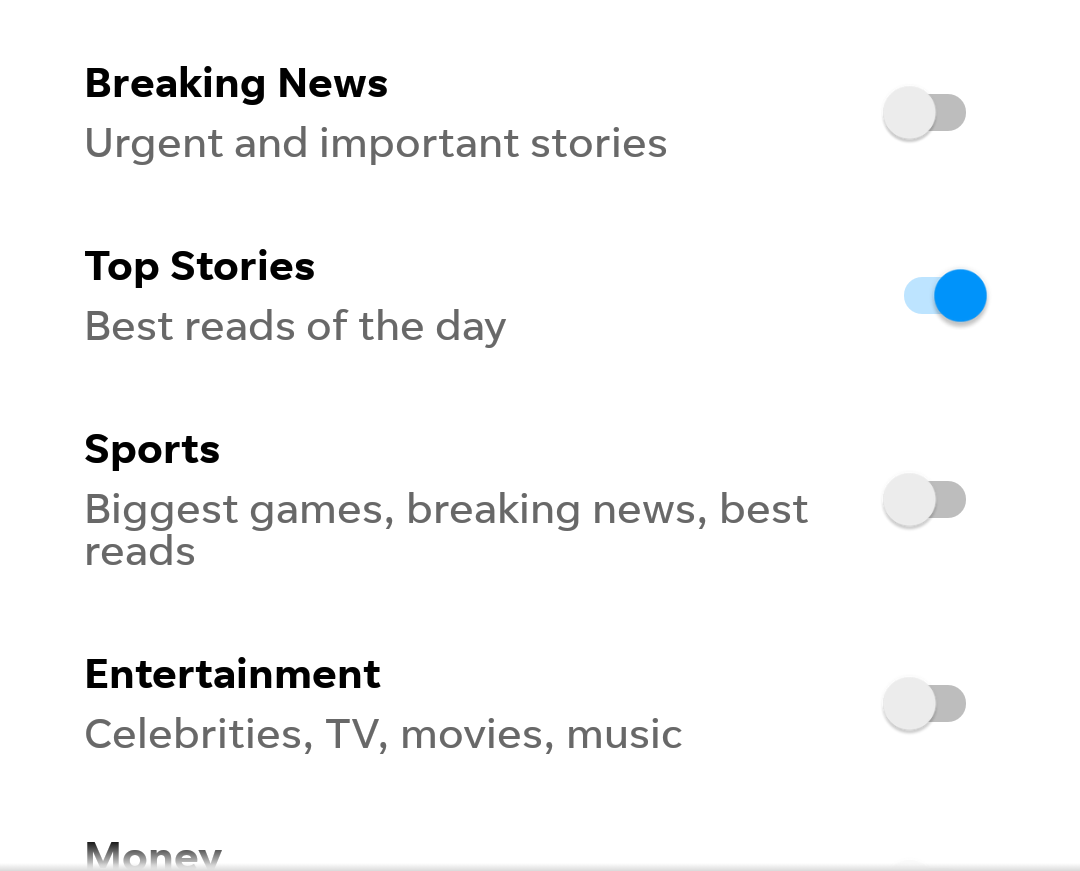 Breaking News
Urgent and important stories
Top Stories
Best reads of the day
Sports
Biggest games, breaking news, best
reads
Entertainment
Celebrities, TV, movies, music
Money